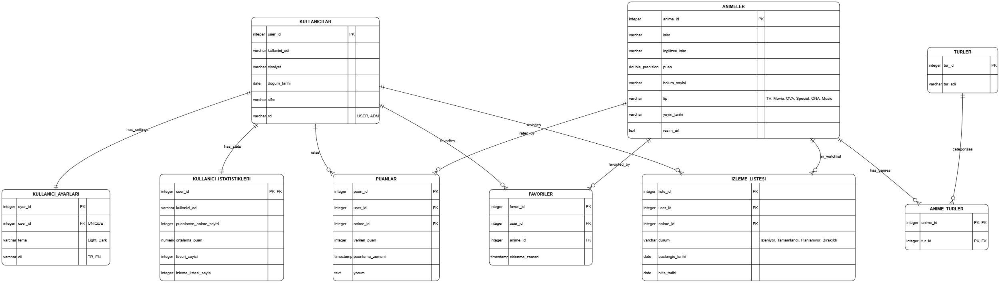 KULLANICILAR
integer user_id PK
varchar kullanici_adi
varchar cinsiyet
date dogum_tarihi
varchar sifre
varchar rol USER, ADM
ANIMELER
integer anime_id PK
varchar isim
varchar ingilizce_isim
double_precision puan
varchar bolum_sayisi
varchar tip TV, Movie, OVA, Special, ONA, Music
varchar yayin_tarihi
text resim_url
TURLER
integer tur_id PK
varchar tur_adi
has_settings
has_stats
rates
favorites
watches
rated_by
favorited_by
in_watchlist
has_genres
categorizes
KULLANICI_AYARLARI
integer ayar_id PK
integer user_id FK UNIQUE
varchar tema Light, Dark
varchar dil TR, EN
KULLANICI_ISTATISTIKLERI
integer user_id PK, FK
varchar kullanici_adi
integer puanlanan_anime_sayisi
numeric ortalama_puan
integer favori_sayisi
integer izleme_listesi_sayisi
PUANLAR
integer puan_id PK
integer user_id FK
integer anime_id FK
integer verilen_puan
timestamp puanlama_zamani
text yorum
FAVORILER
integer favori_id PK
integer user_id FK
integer anime_id FK
timestamp eklenme_zamani
IZLEME_LISTESI
integer liste_id PK
integer user_id FK
integer anime_id FK
varchar durum İzleniyor, Tamamlandı, Planlanıyor, Bırakıldı
date baslangic_tarihi
date bitis_tarihi
ANIME_TURLER
integer anime_id PK, FK
integer tur_id PK, FK